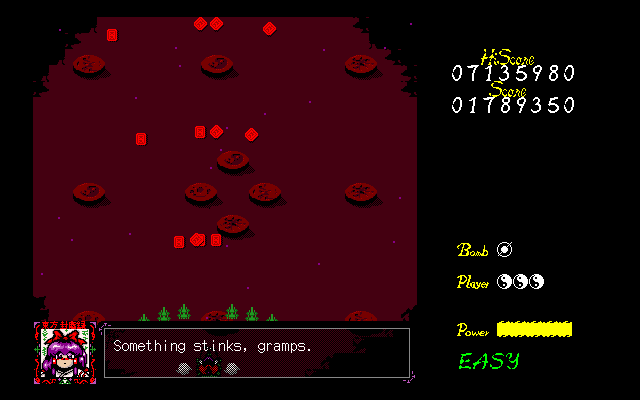 HiScore
07135980
Score
01789350
Bomb
Player
Power
EASY
Something stinks, gramps.